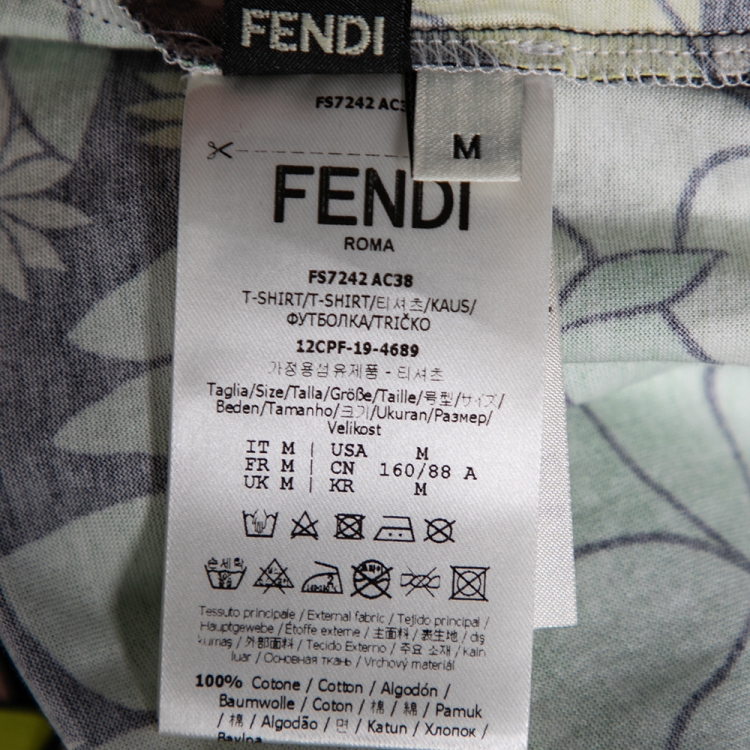 FENDI
FS7242 AC3
M
FENDI
ROMA
FS7242 AC38
T-SHIRT/T-SHIRT/티셔츠/KAUS/
ФУТБОЛКА/TRIČKO
12CPF-19-4689
가정용섬유제품 - 티셔츠
Taglia/Size/Talla/Größe/Taille/号型/サイズ/
Beden/Tamanho/크기/Ukuran/Размер/
Velikost
IT M | USA M
FR M | CN 160/88 A
UK M | KR M
손세탁
Tessuto principale / External fabric / Tejido principal /
Hauptgewebe / Étoffe externe / 主面料 / 表生地 / diş
kumaş / 外部面料 / Tecido Externo / 주요 소재 / kain
luar / Основная ткань / Vrchový materiál
100% Cotone / Cotton / Algodón /
Baumwolle / Coton / 棉 / 綿 / Pamuk
/ 棉 / Algodão / 면 / Katun / Хлопок /
Bavlna